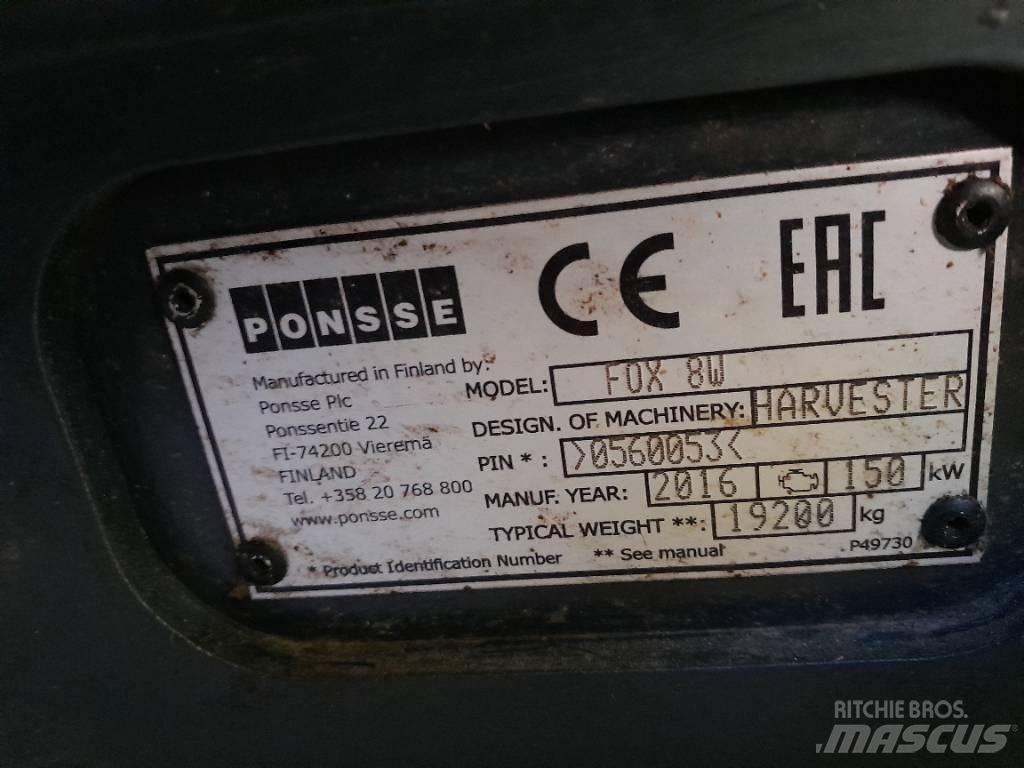 PONSSE
CE EAC
Manufactured in Finland by:
Ponsse Plc
Ponssentie 22
FI-74200 Vieremä
FINLAND
Tel. +358 20 768 800
www.ponsse.com
MODEL: FOX 8W
DESIGN. OF MACHINERY: HARVESTER
PIN * : >0560053<
MANUF. YEAR: 2016 150 kW
TYPICAL WEIGHT **: 19200 kg
* Product Identification Number ** See manual P49730
RITCHIE BROS.
MASCUS